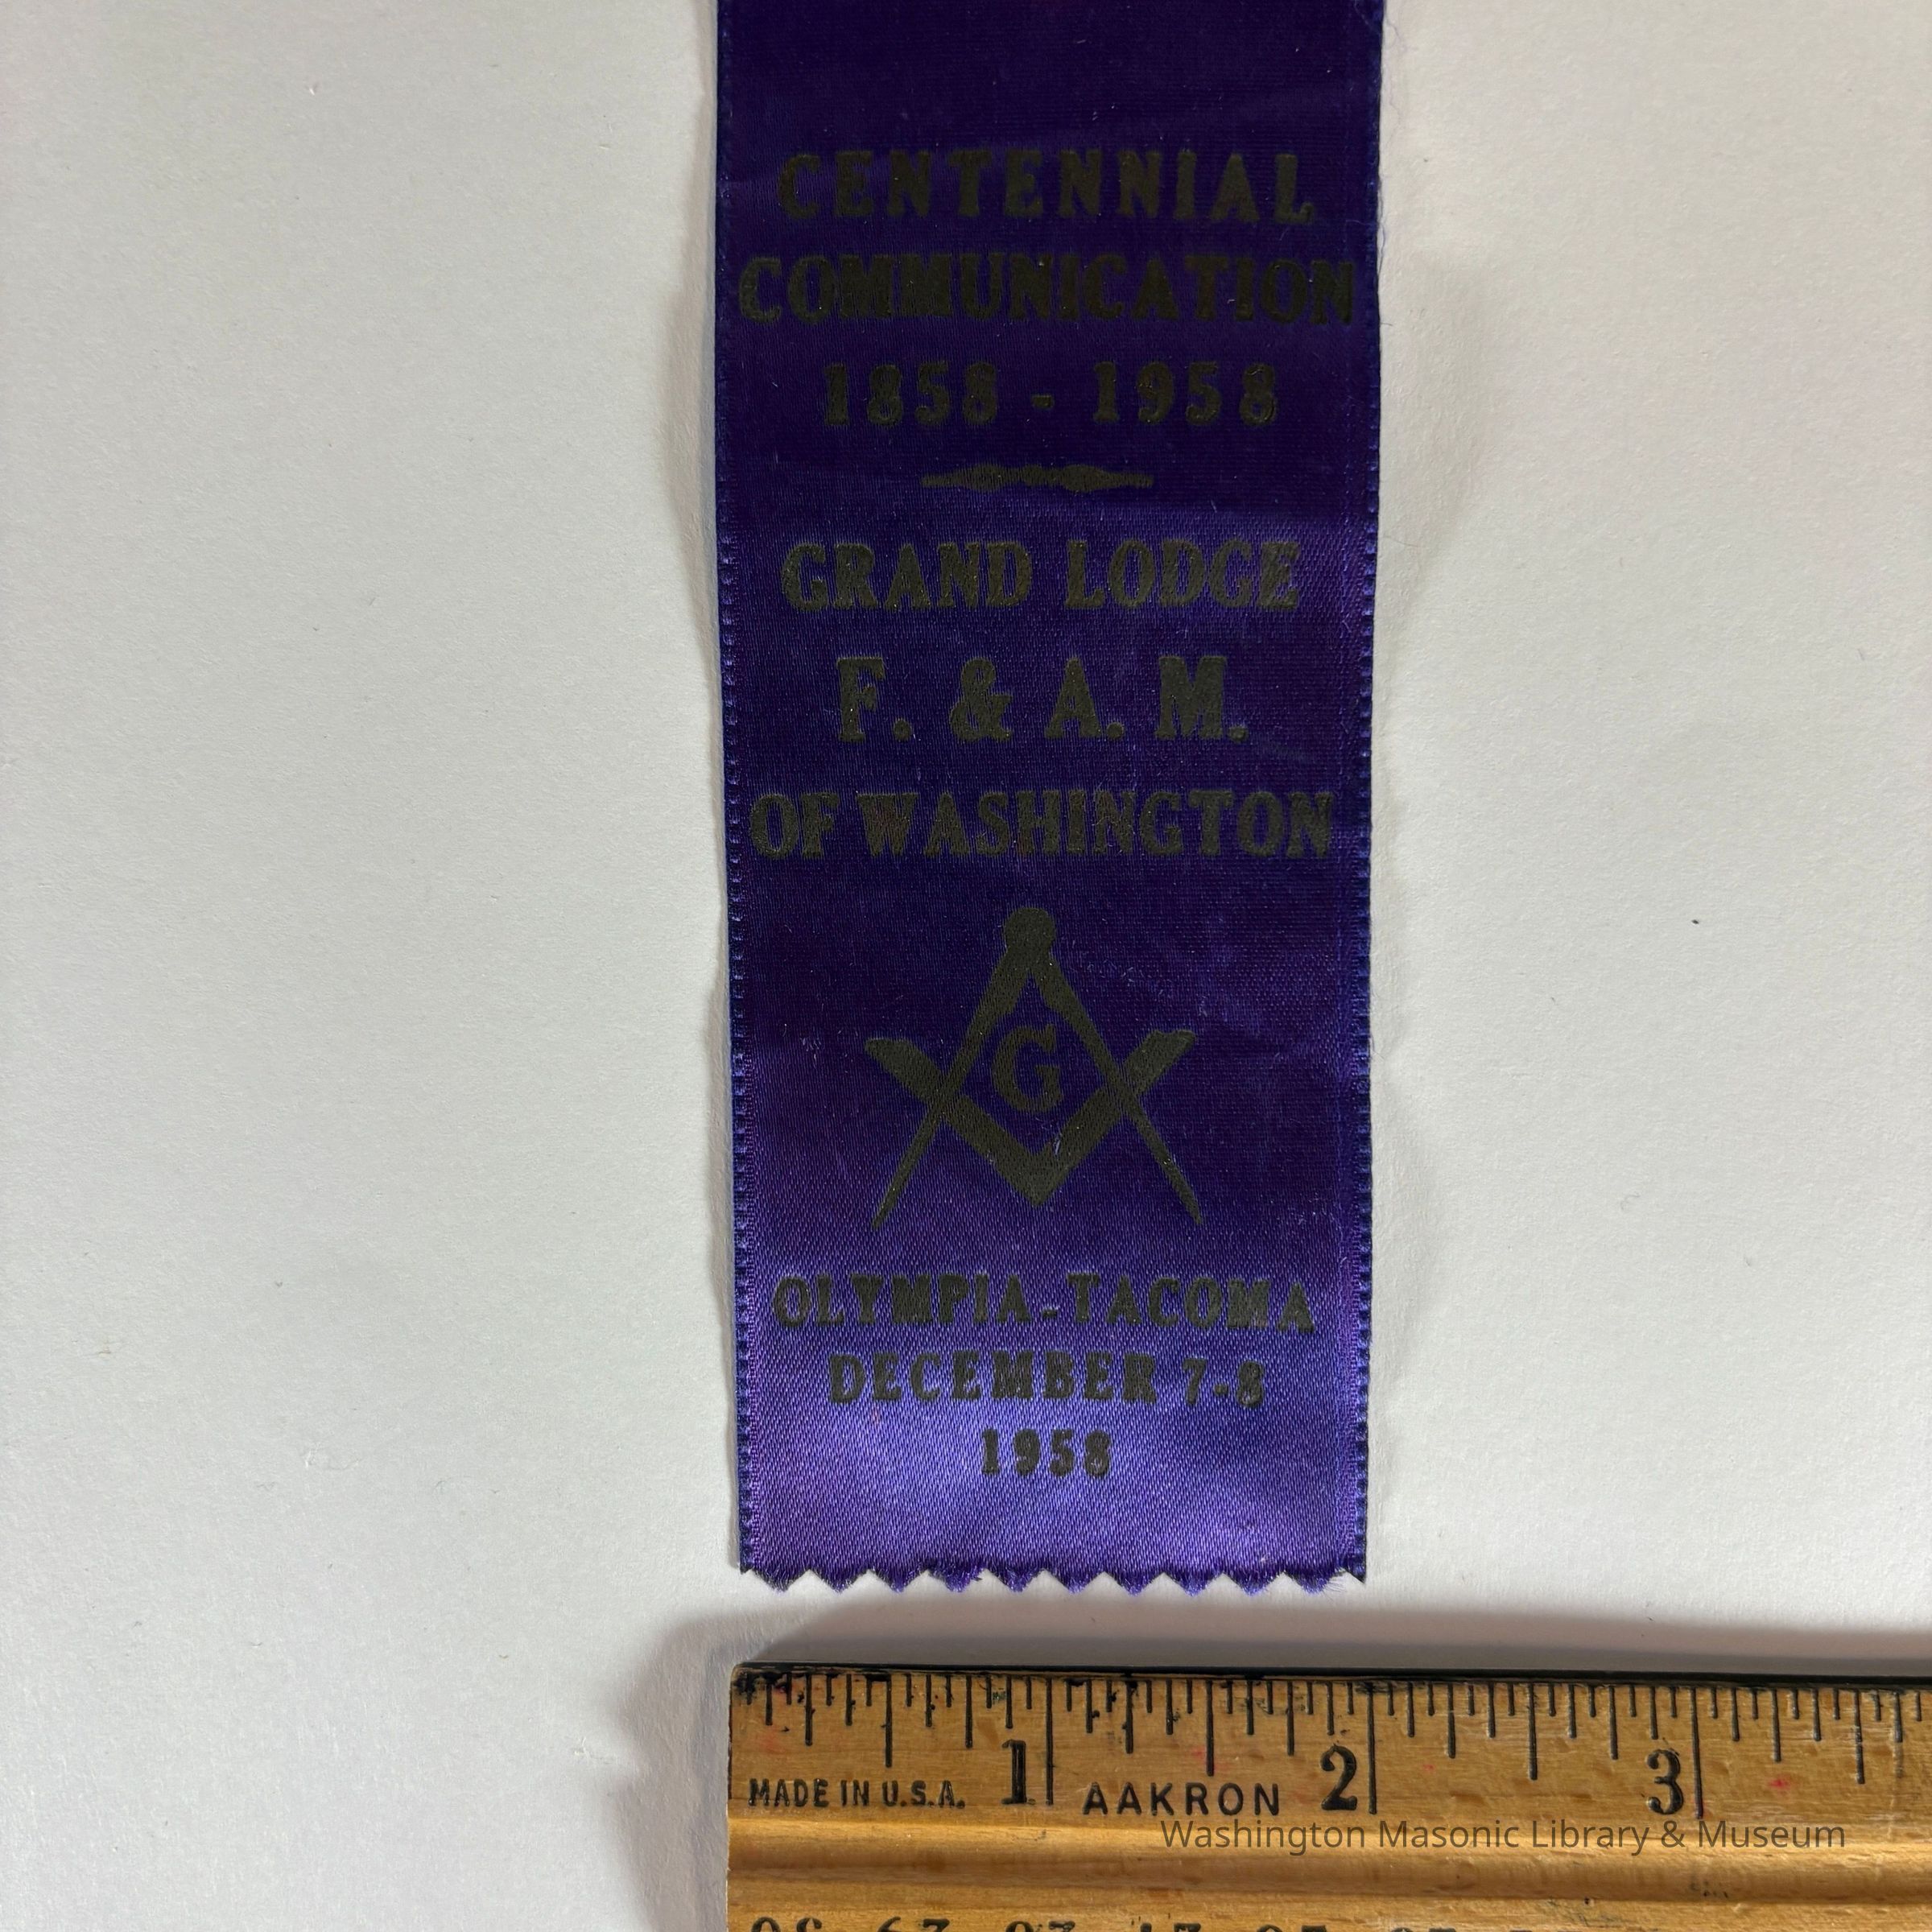 CENTENNIAL
COMMUNICATION
1858 - 1958
GRAND LODGE
F. & A. M.
OF WASHINGTON
G
OLYMPIA-TACOMA
DECEMBER 7-8
1958
1 2 3
MADE IN U.S.A. AAKRON
Washington Masonic Library & Museum